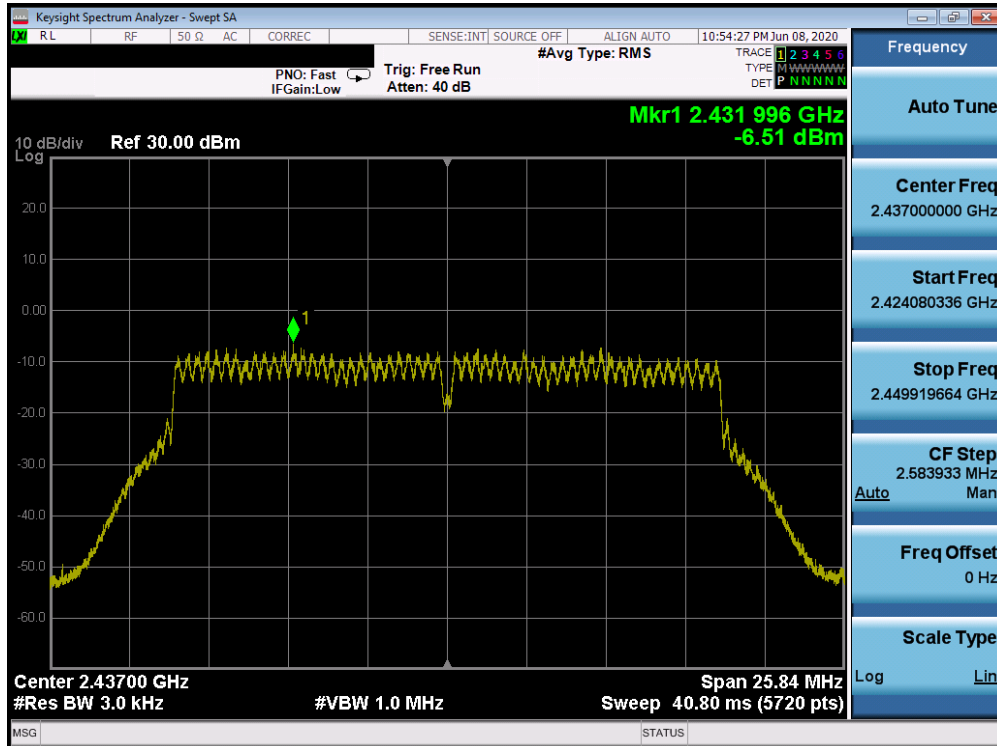 Keysight Spectrum Analyzer - Swept SA
LXI RL RF 50 Ω AC CORREC SENSE:INT SOURCE OFF ALIGN AUTO 10:54:27 PM Jun 08, 2020
#Avg Type: RMS TRACE 1 2 3 4 5 6
PNO: Fast Trig: Free Run TYPE M WWWWW
IFGain:Low Atten: 40 dB DET P N N N N N
Mkr1 2.431 996 GHz
-6.51 dBm
10 dB/div Ref 30.00 dBm
Log
20.0
10.0
0.00
1
-10.0
-20.0
-30.0
-40.0
-50.0
-60.0
Center 2.43700 GHz Span 25.84 MHz
#Res BW 3.0 kHz #VBW 1.0 MHz Sweep 40.80 ms (5720 pts)
MSG STATUS
Frequency
Auto Tune
Center Freq
2.437000000 GHz
Start Freq
2.424080336 GHz
Stop Freq
2.449919664 GHz
CF Step
2.583933 MHz
Auto Man
Freq Offset
0 Hz
Scale Type
Log Lin